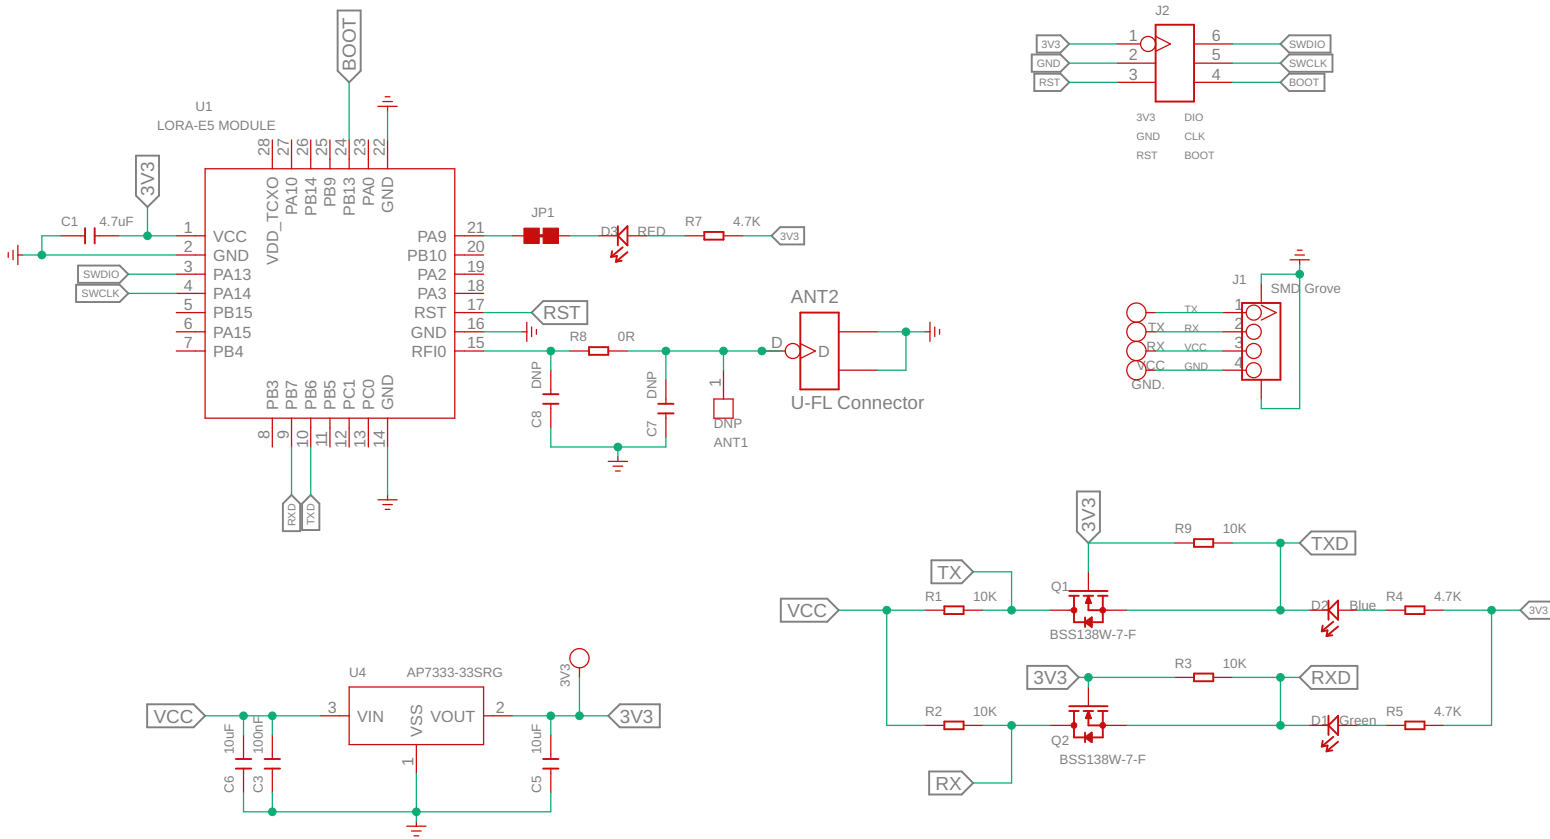 BOOT
U1
LORA-E5 MODULE
28
27
26
25
24
23
22
VDD_TCXO
PA10
PB14
PB9
PB13
PA0
GND
3V3
C1 4.7uF
1 VCC
2 GND
SWDIO 3 PA13
SWCLK 4 PA14
5 PB15
6 PA15
7 PB4
PA9 21
PB10 20
PA2 19
PA3 18
RST 17
GND 16
RFI0 15
PB3
PB7
PB6
PB5
PC1
PC0
GND
8
9
10
11
12
13
14
RXD
TXD
JP1
D3 RED
R7 4.7K
3V3
RST
R8 0R
DNP
C8
DNP
C7
1
DNP
ANT1
ANT2
D D
U-FL Connector
J2
3V3 1 6 SWDIO
GND 2 5 SWCLK
RST 3 4 BOOT
3V3 DIO
GND CLK
RST BOOT
J1
SMD Grove
TX 1
TX RX 2
RX VCC 3
VCC GND 4
GND.
3V3
R9 10K
TXD
TX
Q1
VCC
R1 10K
BSS138W-7-F
D2 Blue
R4 4.7K
3V3
3V3
R3 10K
RXD
R2 10K
Q2
BSS138W-7-F
D1 Green
R5 4.7K
RX
U4 AP7333-33SRG
VCC
3 VIN
VSS
VOUT 2
1
3V3
3V3
10uF
C6
100nF
C3
10uF
C5